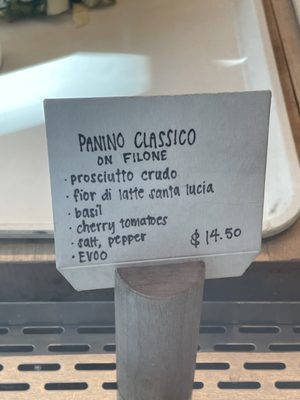 PANINO CLASSICO
ON FILONE
· prosciutto crudo
· fior di latte santa lucia
· basil
· cherry tomatoes
· salt, pepper
· EVOO
$14.50